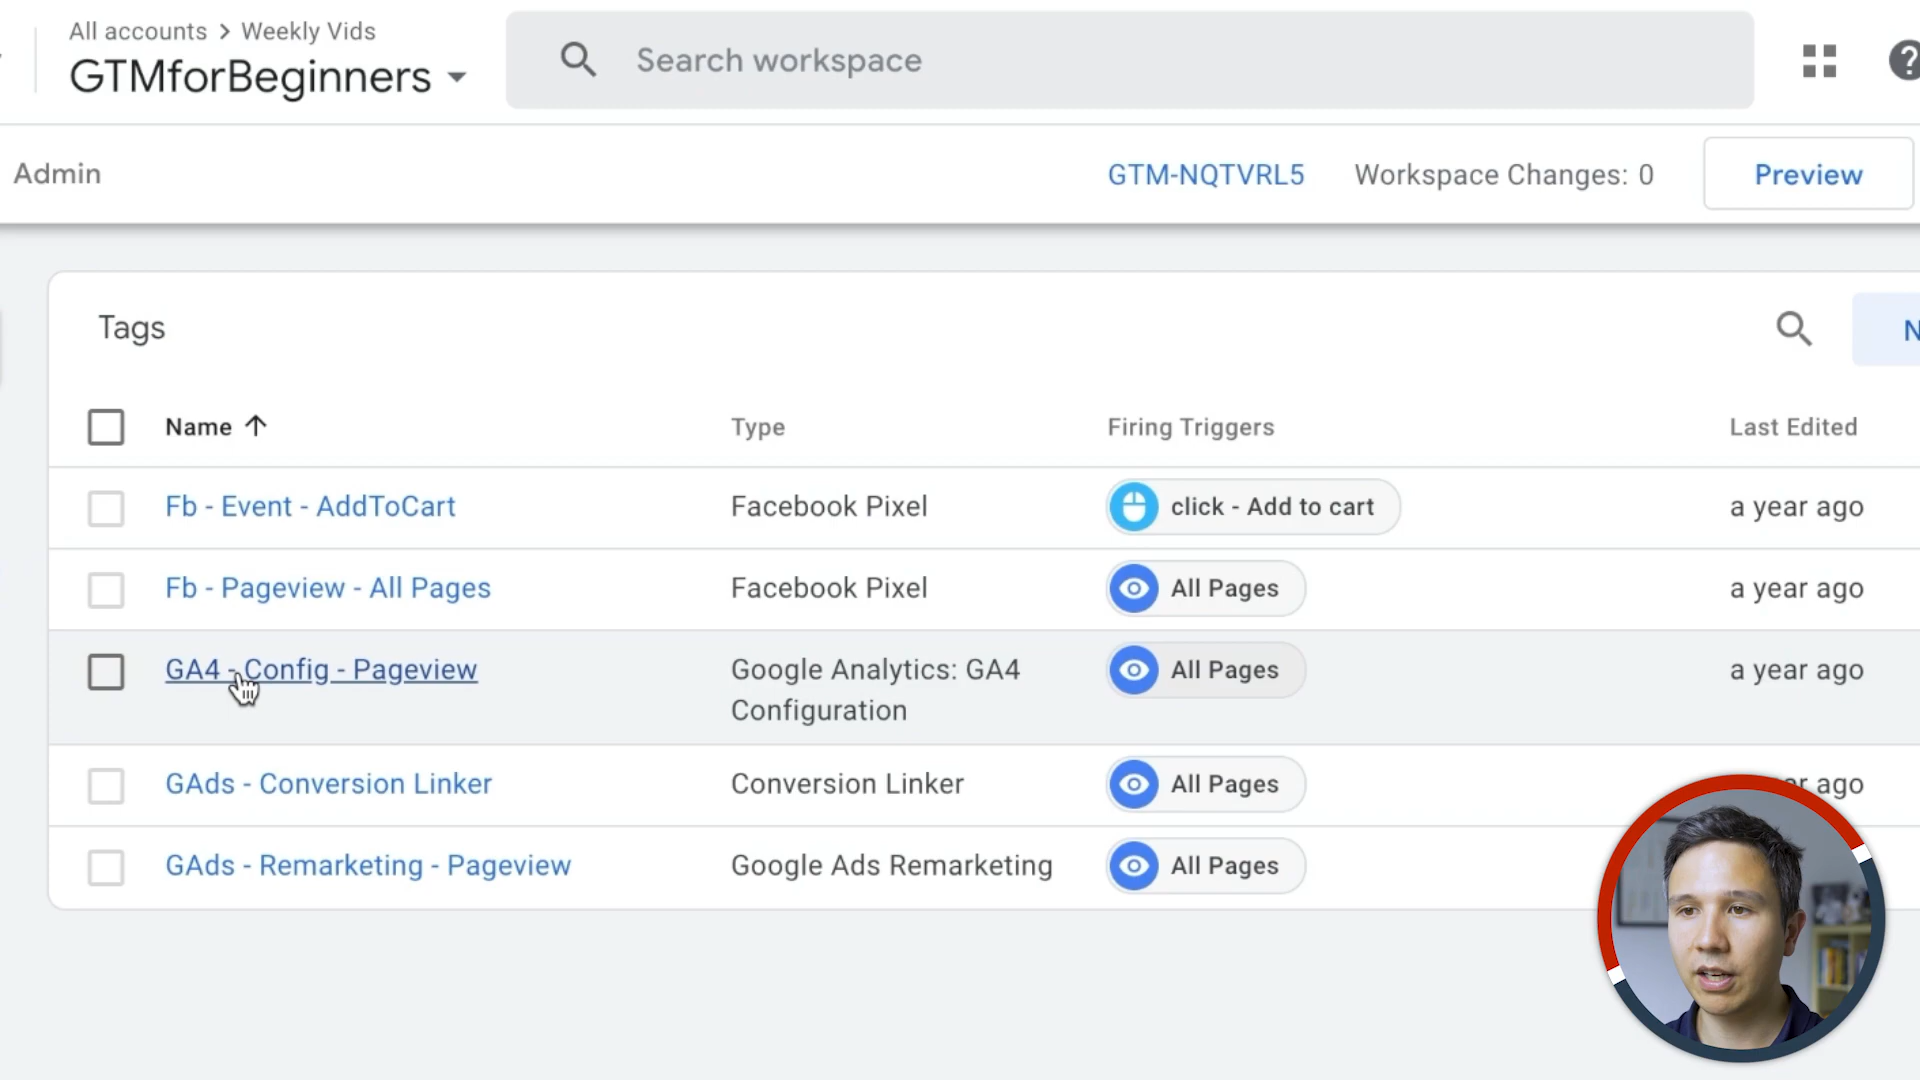 All accounts > Weekly Vids
GTMforBeginners
Search workspace
?
Admin
GTM-NQTVRL5
Workspace Changes: 0
Preview
Tags
N
Name ↑
Type
Firing Triggers
Last Edited
Fb - Event - AddToCart
Facebook Pixel
click - Add to cart
a year ago
Fb - Pageview - All Pages
Facebook Pixel
All Pages
a year ago
GA4 - Config - Pageview
Google Analytics: GA4
Configuration
All Pages
a year ago
GAds - Conversion Linker
Conversion Linker
All Pages
ago
GAds - Remarketing - Pageview
Google Ads Remarketing
All Pages